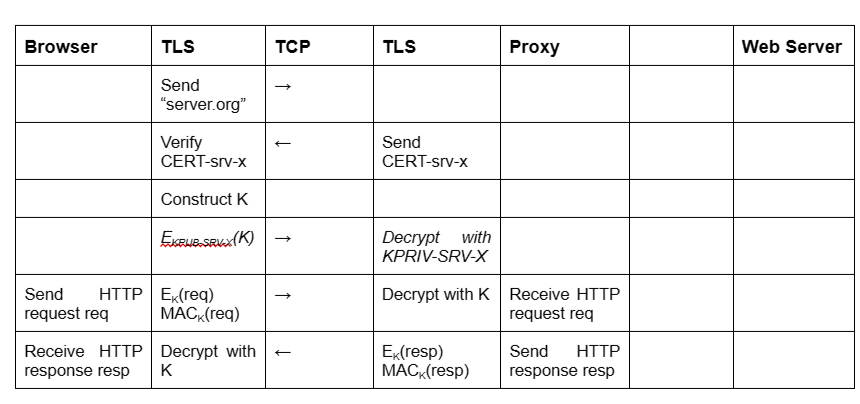 Browser TLS TCP TLS Proxy Web Server
Send "server.org" →
Verify CERT-srv-x ← Send CERT-srv-x
Construct K
E_KPUB-SRV-X(K) → Decrypt with KPRIV-SRV-X
Send HTTP request req E_K(req) MAC_K(req) → Decrypt with K Receive HTTP request req
Receive HTTP response resp Decrypt with K ← E_K(resp) MAC_K(resp) Send HTTP response resp